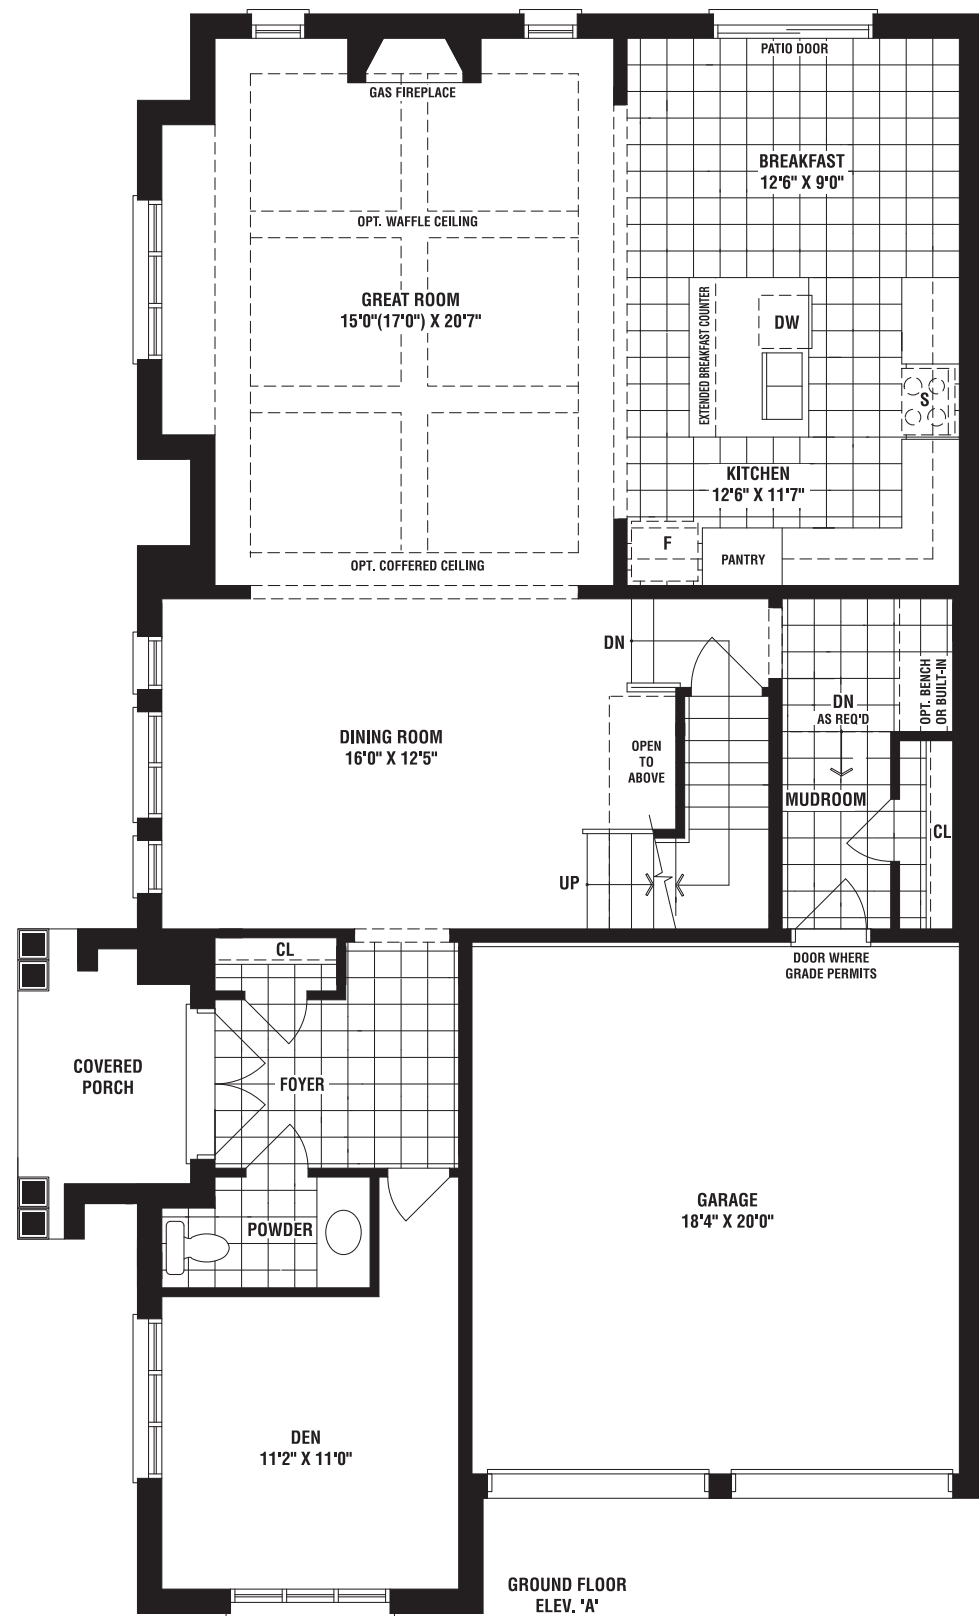 PATIO DOOR
GAS FIREPLACE
BREAKFAST
12'6" X 9'0"
OPT. WAFFLE CEILING
GREAT ROOM
15'0"(17'0") X 20'7"
EXTENDED BREAKFAST COUNTER
DW
S
KITCHEN
12'6" X 11'7"
F
PANTRY
OPT. COFFERED CEILING
DN
DN
AS REQ'D
OPT. BENCH
OR BUILT-IN
DINING ROOM
16'0" X 12'5"
OPEN
TO
ABOVE
MUDROOM
CL
UP
CL
DOOR WHERE
GRADE PERMITS
COVERED
PORCH
FOYER
GARAGE
18'4" X 20'0"
POWDER
DEN
11'2" X 11'0"
GROUND FLOOR
ELEV. 'A'